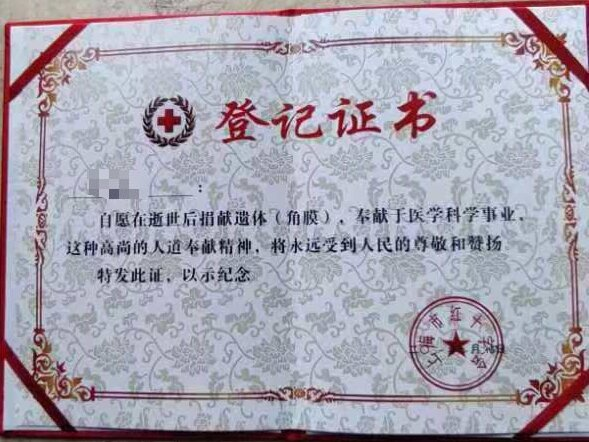 登记证书
：
自愿在逝世后捐献遗体（角膜），奉献于医学科学事业，
这种高尚的人道奉献精神，将永远受到人民的尊敬和赞扬
特发此证，以示纪念